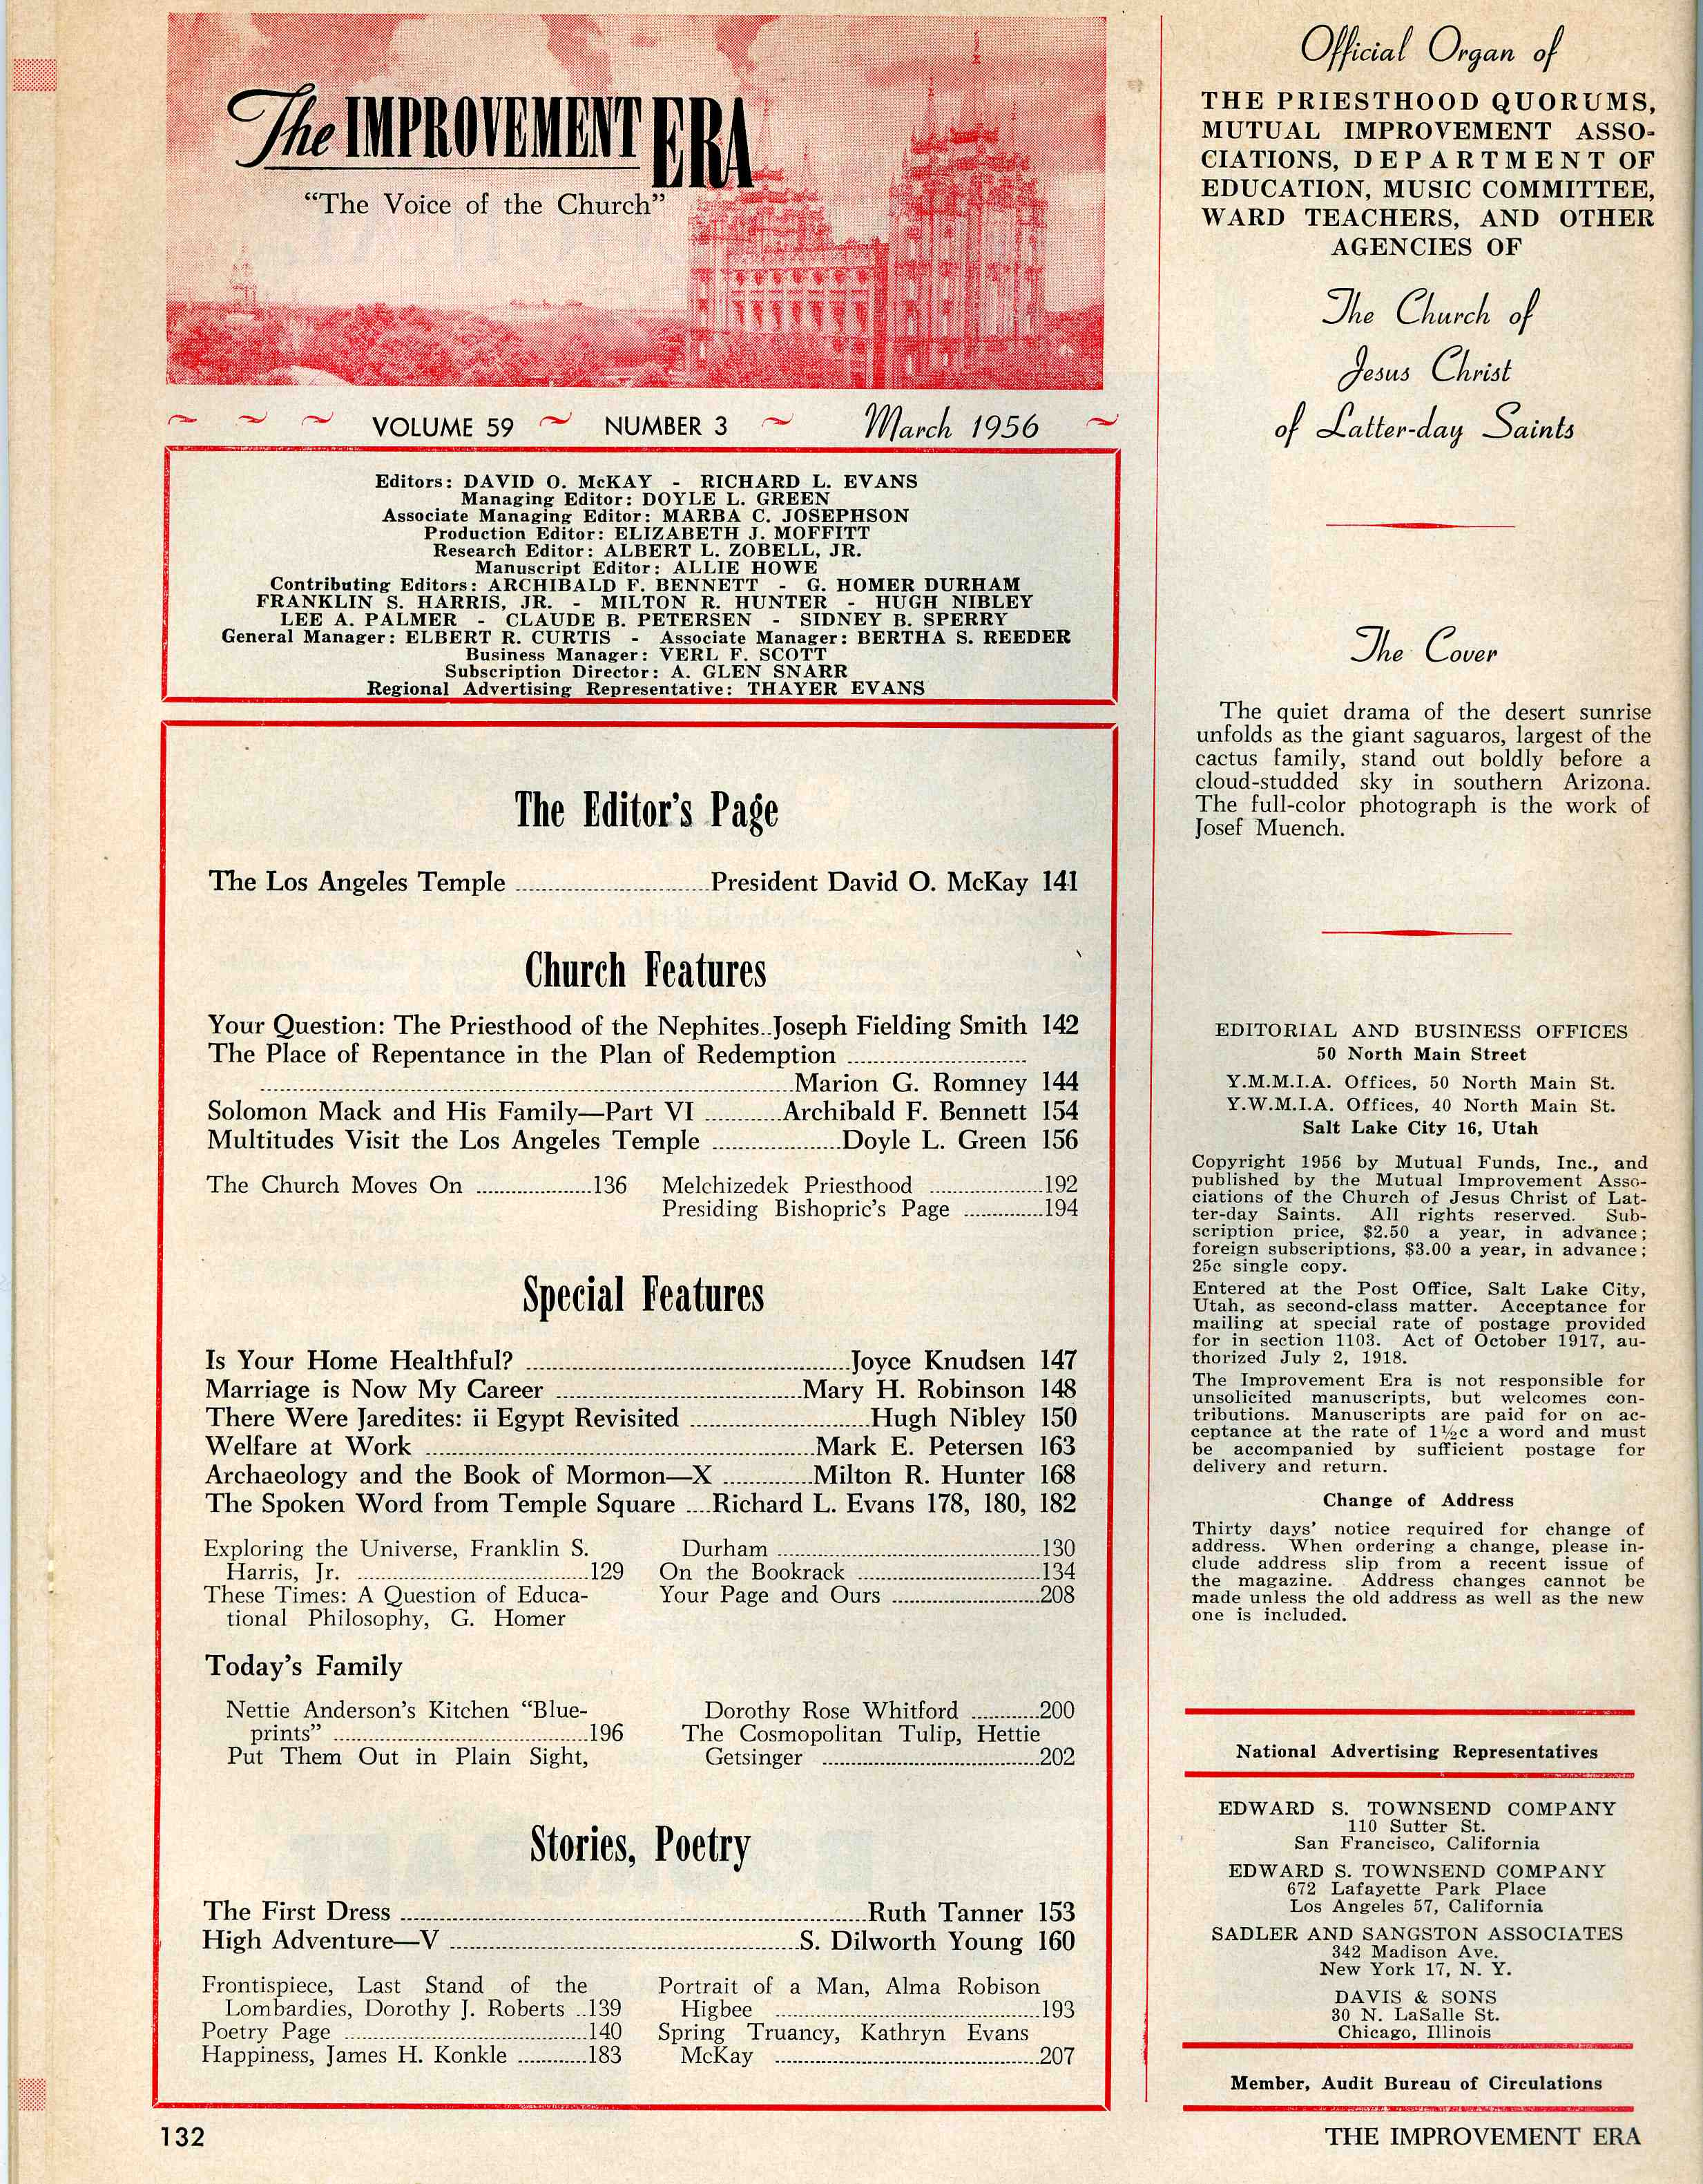 The IMPROVEMENT ERA
“The Voice of the Church”
VOLUME 59 NUMBER 3 March 1956
Editors: DAVID O. McKAY - RICHARD L. EVANS
Managing Editor: DOYLE L. GREEN
Associate Managing Editor: MARBA C. JOSEPHSON
Production Editor: ELIZABETH J. MOFFITT
Research Editor: ALBERT L. ZOBELL, JR.
Manuscript Editor: ALLIE HOWE
Contributing Editors: ARCHIBALD F. BENNETT - G. HOMER DURHAM
FRANKLIN S. HARRIS, JR. - MILTON R. HUNTER - HUGH NIBLEY
LEE A. PALMER - CLAUDE B. PETERSEN - SIDNEY B. SPERRY
General Manager: ELBERT R. CURTIS - Associate Manager: BERTHA S. REEDER
Business Manager: VERL F. SCOTT
Subscription Director: A. GLEN SNARR
Regional Advertising Representative: THAYER EVANS
The Editor's Page
The Los Angeles Temple ........ President David O. McKay 141
Church Features
Your Question: The Priesthood of the Nephites..Joseph Fielding Smith 142
The Place of Repentance in the Plan of Redemption ........
........ Marion G. Romney 144
Solomon Mack and His Family—Part VI ........ Archibald F. Bennett 154
Multitudes Visit the Los Angeles Temple ........ Doyle L. Green 156
The Church Moves On ........ 136
Melchizedek Priesthood ........ 192
Presiding Bishopric's Page ........ 194
Special Features
Is Your Home Healthful? ........ Joyce Knudsen 147
Marriage is Now My Career ........ Mary H. Robinson 148
There Were Jaredites: ii Egypt Revisited ........ Hugh Nibley 150
Welfare at Work ........ Mark E. Petersen 163
Archaeology and the Book of Mormon—X ........ Milton R. Hunter 168
The Spoken Word from Temple Square ....Richard L. Evans 178, 180, 182
Exploring the Universe, Franklin S.
Harris, Jr. ........ 129
These Times: A Question of Educa-
tional Philosophy, G. Homer
Durham ........ 130
On the Bookrack ........ 134
Your Page and Ours ........ 208
Today's Family
Nettie Anderson's Kitchen “Blue-
prints” ........ 196
Put Them Out in Plain Sight,
Dorothy Rose Whitford ........ 200
The Cosmopolitan Tulip, Hettie
Getsinger ........ 202
Stories, Poetry
The First Dress ........ Ruth Tanner 153
High Adventure—V ........ S. Dilworth Young 160
Frontispiece, Last Stand of the
Lombardies, Dorothy J. Roberts ..139
Poetry Page ........ 140
Happiness, James H. Konkle ........ 183
Portrait of a Man, Alma Robison
Higbee ........ 193
Spring Truancy, Kathryn Evans
McKay ........ 207
132
Official Organ of
THE PRIESTHOOD QUORUMS,
MUTUAL IMPROVEMENT ASSO-
CIATIONS, DEPARTMENT OF
EDUCATION, MUSIC COMMITTEE,
WARD TEACHERS, AND OTHER
AGENCIES OF
The Church of
Jesus Christ
of Latter-day Saints
The Cover
The quiet drama of the desert sunrise
unfolds as the giant saguaros, largest of the
cactus family, stand out boldly before a
cloud-studded sky in southern Arizona.
The full-color photograph is the work of
Josef Muench.
EDITORIAL AND BUSINESS OFFICES
50 North Main Street
Y.M.M.I.A. Offices, 50 North Main St.
Y.W.M.I.A. Offices, 40 North Main St.
Salt Lake City 16, Utah
Copyright 1956 by Mutual Funds, Inc., and
published by the Mutual Improvement Asso-
ciations of the Church of Jesus Christ of Lat-
ter-day Saints. All rights reserved. Sub-
scription price, $2.50 a year, in advance;
foreign subscriptions, $3.00 a year, in advance;
25c single copy.
Entered at the Post Office, Salt Lake City,
Utah, as second-class matter. Acceptance for
mailing at special rate of postage provided
for in section 1103. Act of October 1917, au-
thorized July 2, 1918.
The Improvement Era is not responsible for
unsolicited manuscripts, but welcomes con-
tributions. Manuscripts are paid for on ac-
ceptance at the rate of 1½c a word and must
be accompanied by sufficient postage for
delivery and return.
Change of Address
Thirty days' notice required for change of
address. When ordering a change, please in-
clude address slip from a recent issue of
the magazine. Address changes cannot be
made unless the old address as well as the new
one is included.
National Advertising Representatives
EDWARD S. TOWNSEND COMPANY
110 Sutter St.
San Francisco, California
EDWARD S. TOWNSEND COMPANY
672 Lafayette Park Place
Los Angeles 57, California
SADLER AND SANGSTON ASSOCIATES
342 Madison Ave.
New York 17, N. Y.
DAVIS & SONS
30 N. LaSalle St.
Chicago, Illinois
Member, Audit Bureau of Circulations
THE IMPROVEMENT ERA